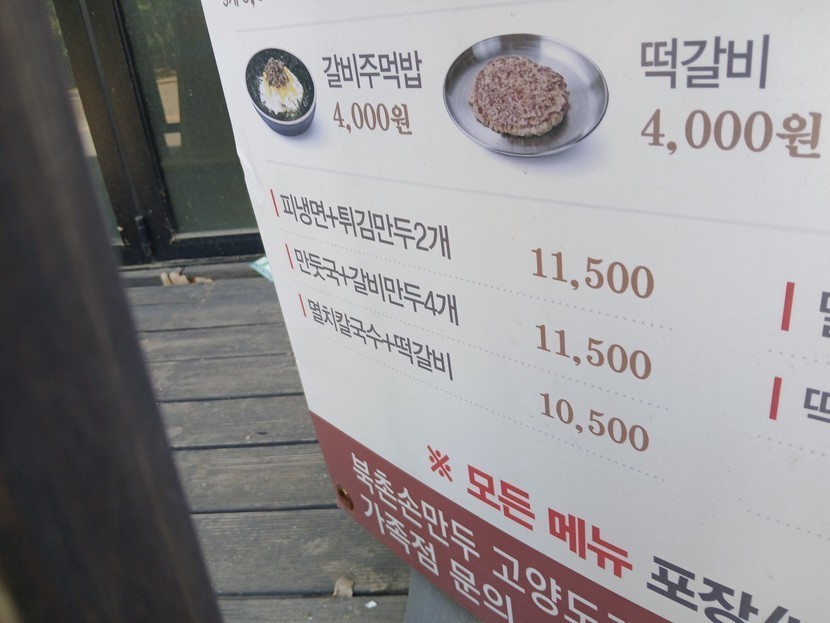 갈비주먹밥
4,000원
떡갈비
4,000원
피냉면+튀김만두2개 11,500
만둣국+갈비만두4개 11,500
멸치칼국수+떡갈비 10,500
※ 모든 메뉴 포장/
북촌손만두 고양
가족점 문의